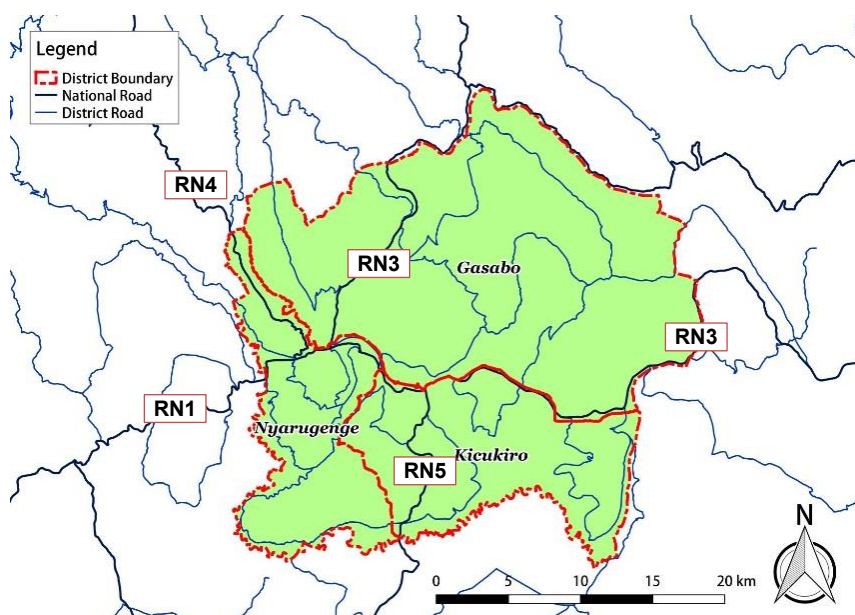 Legend
District Boundary
National Road
District Road
RN4
RN3
Gasabo
RN3
RN1
Nyarugenge
Kicukiro
RN5
N
0 5 10 15 20 km